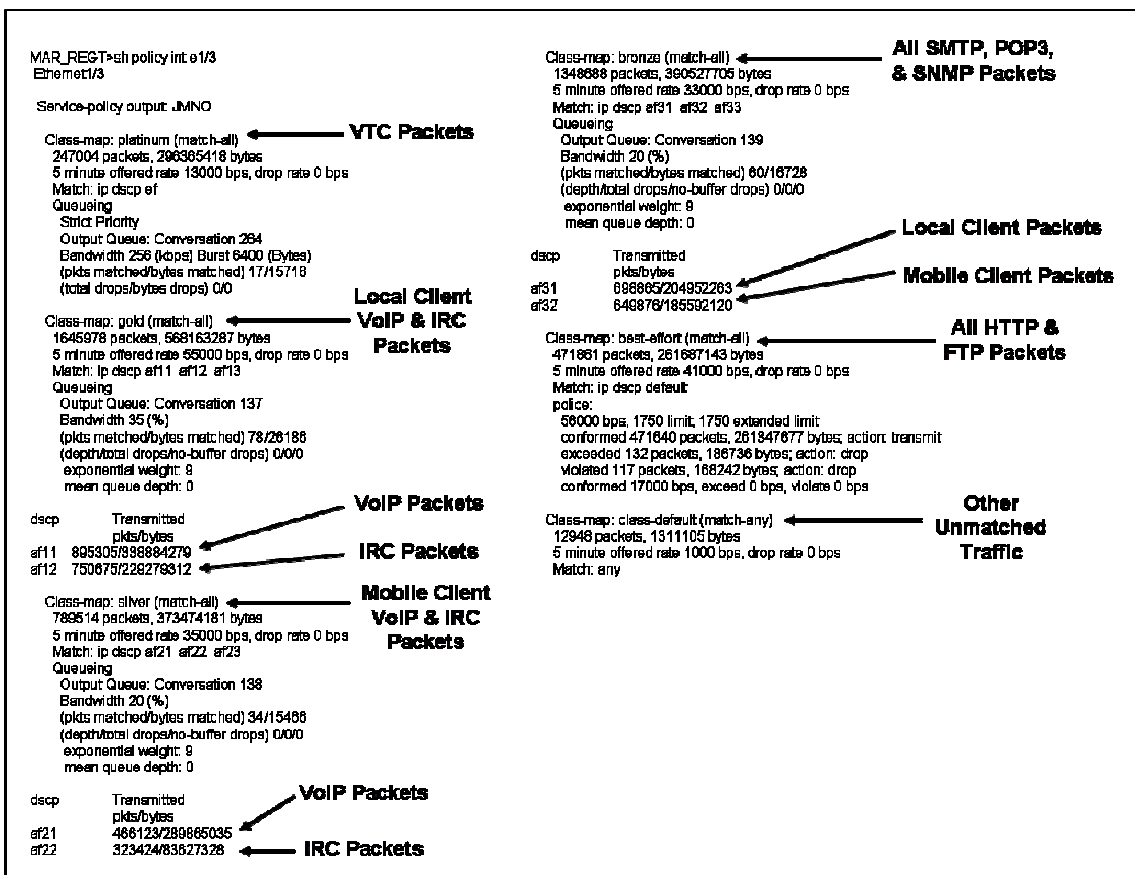 MAR_REGT>sh policy int e1/3
Ethernet1/3
Service-policy output: JMNO
Class-map: platinum (match-all)
VTC Packets
247004 packets, 296365418 bytes
5 minute offered rate 13000 bps, drop rate 0 bps
Match: ip dscp ef
Queueing
Strict Priority
Output Queue: Conversation 264
Bandwidth 256 (kbps) Burst 6400 (Bytes)
(pkts matched/bytes matched) 17/15718
(total drops/bytes drops) 0/0
Local Client
VoIP & IRC
Packets
Class-map: gold (match-all)
1645978 packets, 568163287 bytes
5 minute offered rate 55000 bps, drop rate 0 bps
Match: ip dscp af11 af12 af13
Queueing
Output Queue: Conversation 137
Bandwidth 35 (%)
(pkts matched/bytes matched) 78/26186
(depth/total drops/no-buffer drops) 0/0/0
exponential weight: 9
mean queue depth: 0
VoIP Packets
dscp Transmitted
pkts/bytes
af11 895305/338884279
af12 750675/229279312
IRC Packets
Class-map: silver (match-all)
Mobile Client
VoIP & IRC
Packets
789514 packets, 373474181 bytes
5 minute offered rate 35000 bps, drop rate 0 bps
Match: ip dscp af21 af22 af23
Queueing
Output Queue: Conversation 138
Bandwidth 20 (%)
(pkts matched/bytes matched) 34/15466
(depth/total drops/no-buffer drops) 0/0/0
exponential weight: 9
mean queue depth: 0
dscp Transmitted
pkts/bytes
VoIP Packets
af21 466123/289865035
af22 323424/83627328
IRC Packets
Class-map: bronze (match-all)
All SMTP, POP3,
& SNMP Packets
1348688 packets, 390527705 bytes
5 minute offered rate 33000 bps, drop rate 0 bps
Match: ip dscp af31 af32 af33
Queueing
Output Queue: Conversation 139
Bandwidth 20 (%)
(pkts matched/bytes matched) 60/16728
(depth/total drops/no-buffer drops) 0/0/0
exponential weight: 9
mean queue depth: 0
Local Client Packets
dscp Transmitted
pkts/bytes
Mobile Client Packets
af31 698865/204952263
af32 649876/185592120
Class-map: best-effort (match-all)
All HTTP &
FTP Packets
471861 packets, 261687143 bytes
5 minute offered rate 41000 bps, drop rate 0 bps
Match: ip dscp default
police:
56000 bps, 1750 limit, 1750 extended limit
conformed 471640 packets, 261347677 bytes; action: transmit
exceeded 132 packets, 186736 bytes; action: drop
violated 117 packets, 168242 bytes; action: drop
conformed 17000 bps, exceed 0 bps, violate 0 bps
Class-map: class-default (match-any)
Other
Unmatched
Traffic
12948 packets, 1311105 bytes
5 minute offered rate 1000 bps, drop rate 0 bps
Match: any